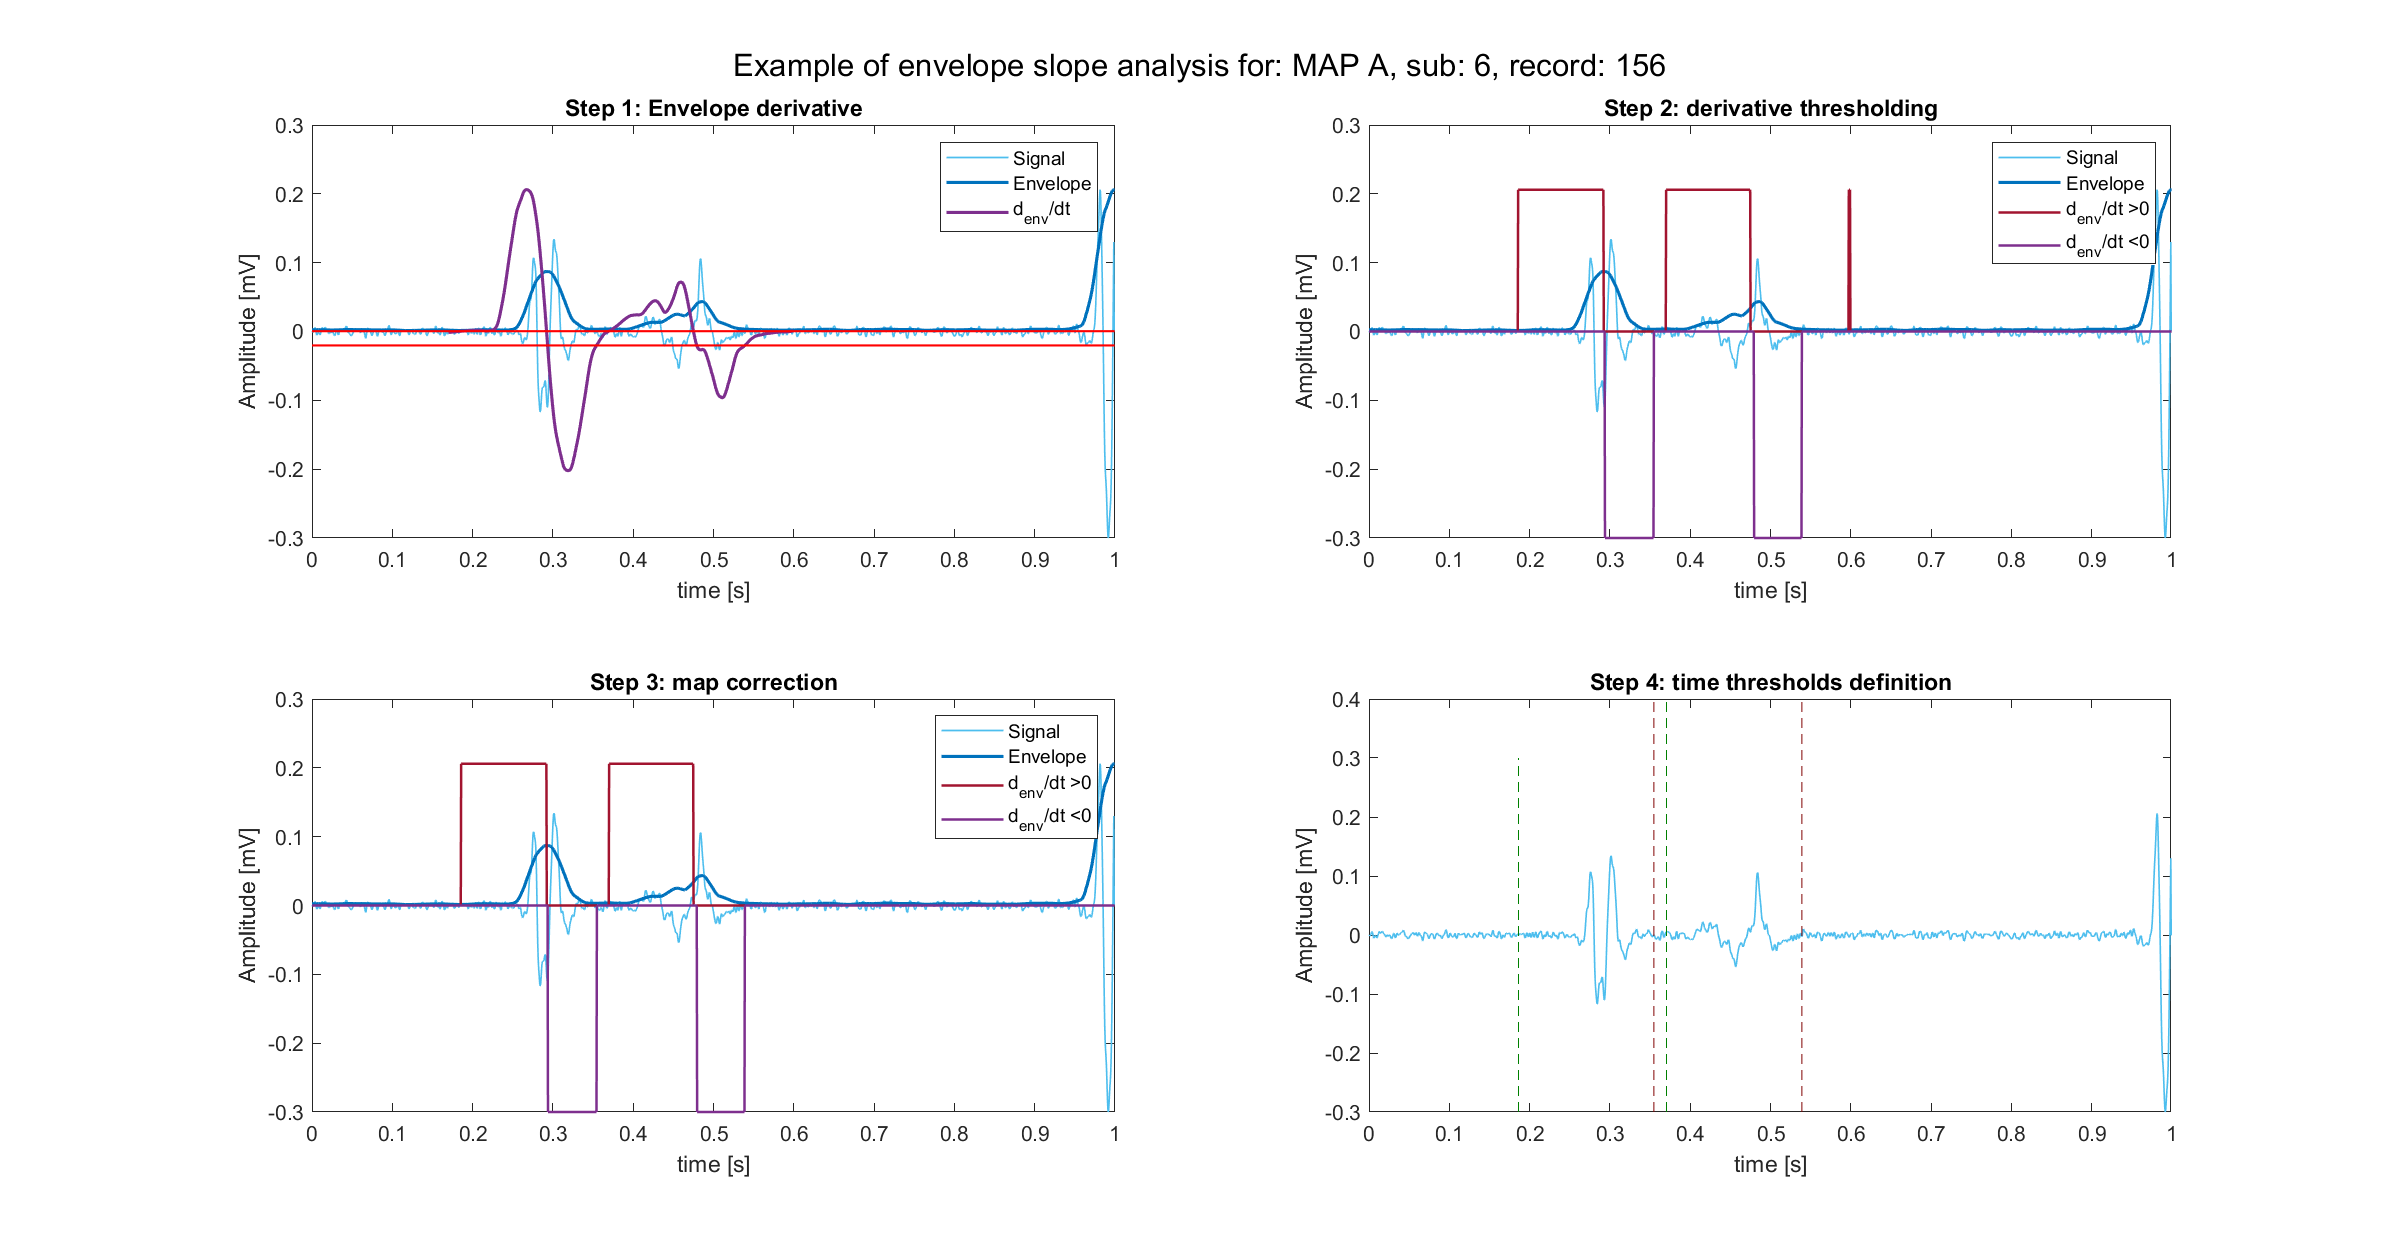 Example of envelope slope analysis for: MAP A, sub: 6, record: 156
Step 1: Envelope derivative
Amplitude [mV]
0.3
0.2
0.1
0
-0.1
-0.2
-0.3
0 0.1 0.2 0.3 0.4 0.5 0.6 0.7 0.8 0.9 1
time [s]
Signal
Envelope
d_env/dt
Step 2: derivative thresholding
Amplitude [mV]
0.3
0.2
0.1
0
-0.1
-0.2
-0.3
0 0.1 0.2 0.3 0.4 0.5 0.6 0.7 0.8 0.9 1
time [s]
Signal
Envelope
d_env/dt >0
d_env/dt <0
Step 3: map correction
Amplitude [mV]
0.3
0.2
0.1
0
-0.1
-0.2
-0.3
0 0.1 0.2 0.3 0.4 0.5 0.6 0.7 0.8 0.9 1
time [s]
Signal
Envelope
d_env/dt >0
d_env/dt <0
Step 4: time thresholds definition
Amplitude [mV]
0.4
0.3
0.2
0.1
0
-0.1
-0.2
-0.3
0 0.1 0.2 0.3 0.4 0.5 0.6 0.7 0.8 0.9 1
time [s]